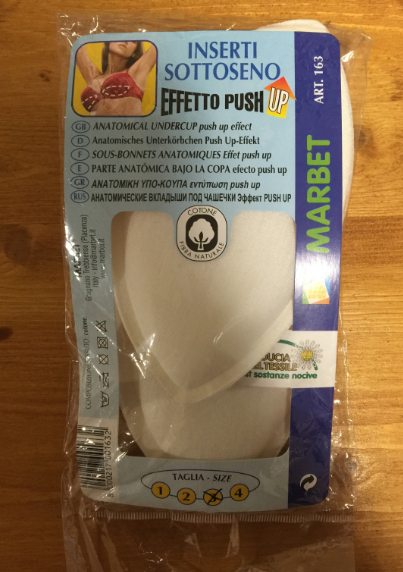 INSERTI
SOTTOSENO
EFFETTO PUSH UP
GB ANATOMICAL UNDERCUP push up effect
D Anatomisches Unterkörbchen Push Up-Effekt
F SOUS-BONNETS ANATOMIQUES Effet push up
E PARTE ANATÓMICA BAJO LA COPA efecto push up
GR ΑΝΑΤΟΜΙΚΗ ΥΠΟ-ΚΟΥΠΑ εντύπωση push up
RUS АНАТОМИЧЕСКИЕ ВКЛАДЫШИ ПОД ЧАШЕЧКИ Эффект PUSH UP
ART. 163
MARBET
COTONE
FIBRA NATURALE
(Piacenza)
DUCIA
TESSILE
sostanze nocive
TAGLIA - SIZE
1 2 3 4